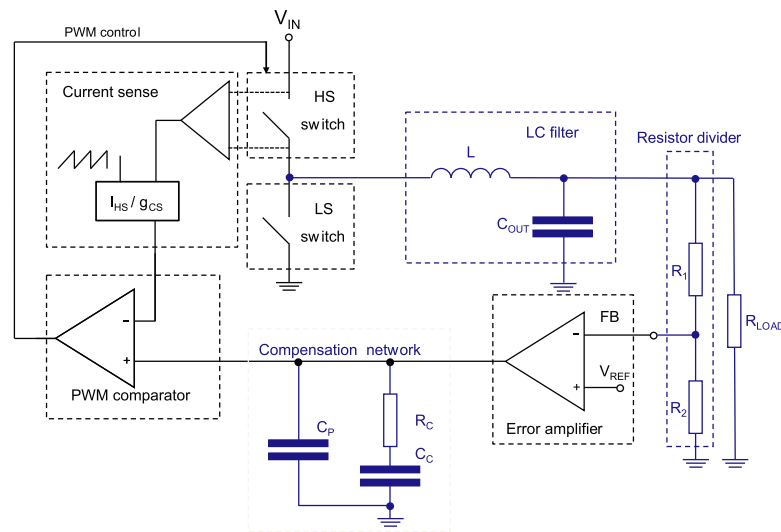 V_IN
PWM control
Current sense
HS
switch
I_HS / g_CS
LS
switch
LC filter
L
C_OUT
Resistor divider
R_1
R_LOAD
R_2
FB
V_REF
Error amplifier
Compensation network
C_P
R_C
C_C
PWM comparator
-
+
-
+